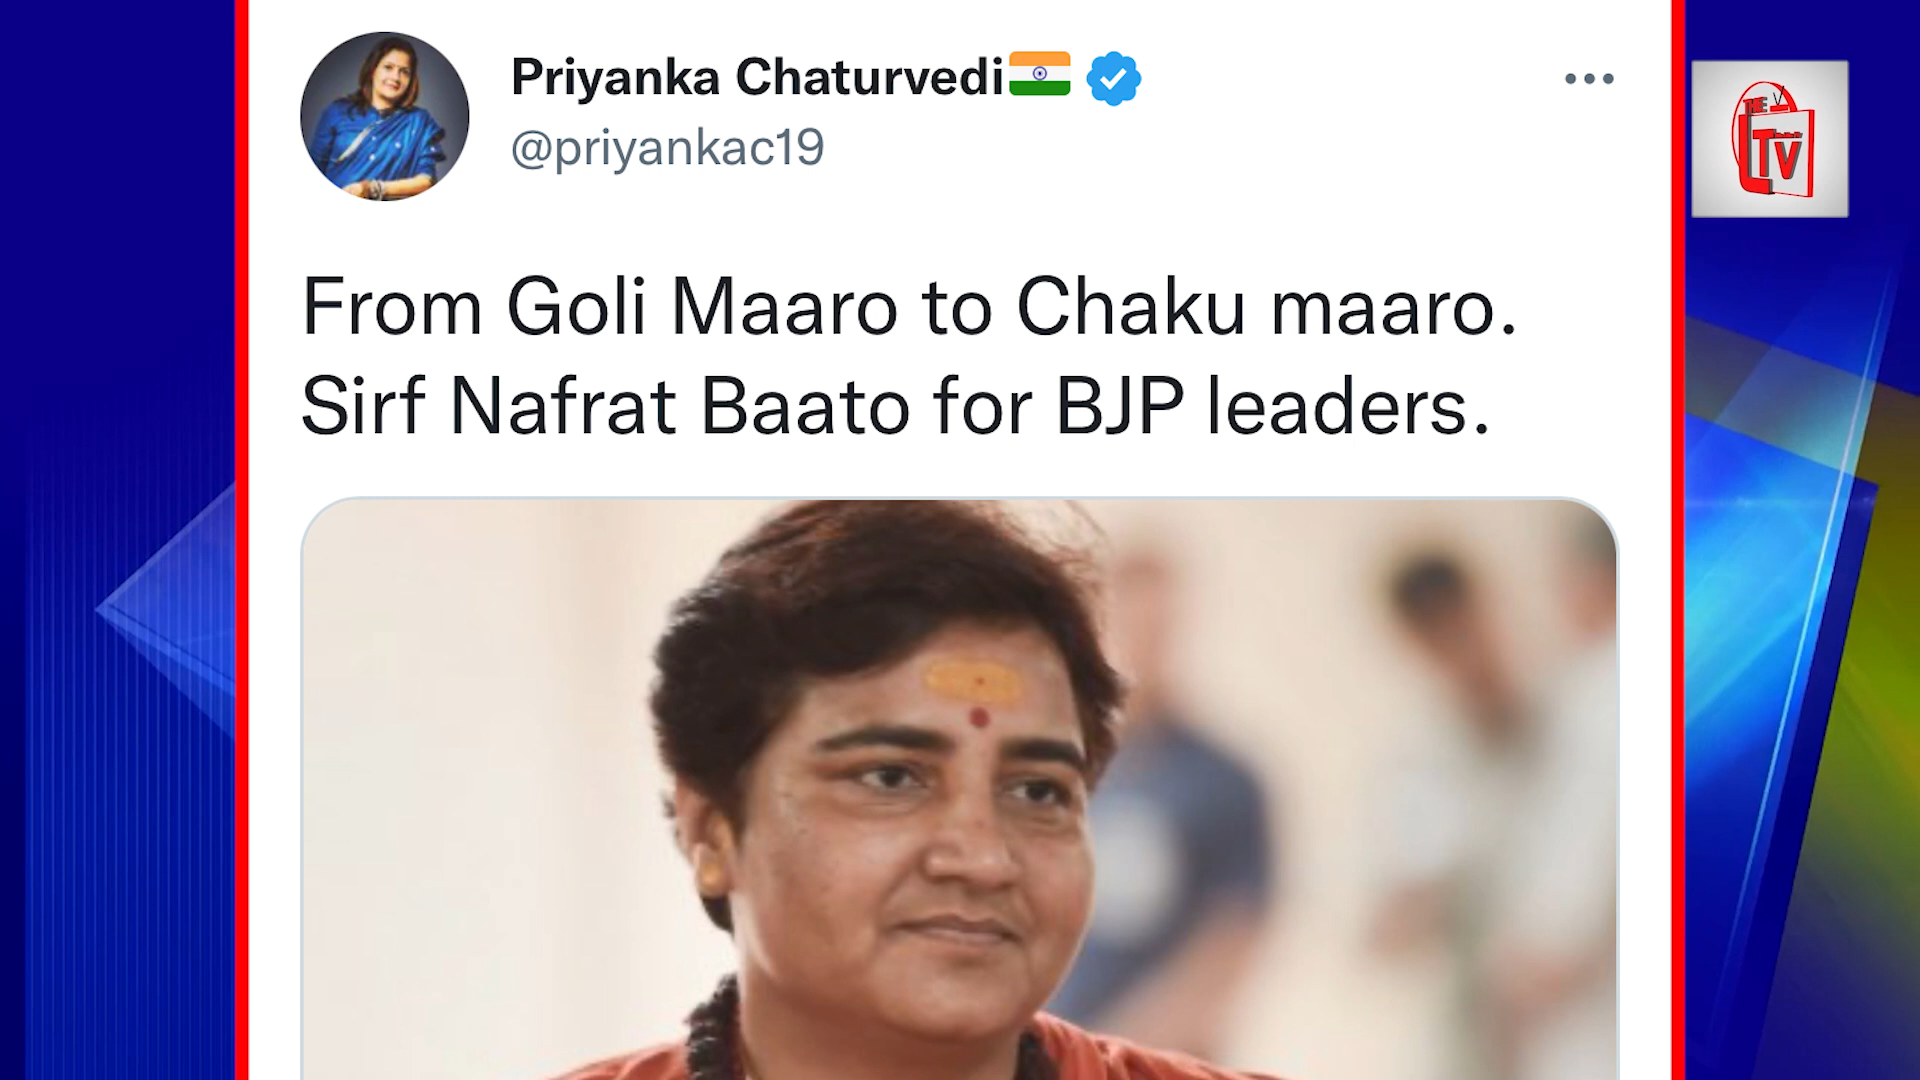 Priyanka Chaturvedi
@priyankac19
From Goli Maaro to Chaku maaro.
Sirf Nafrat Baato for BJP leaders.
THE
TV